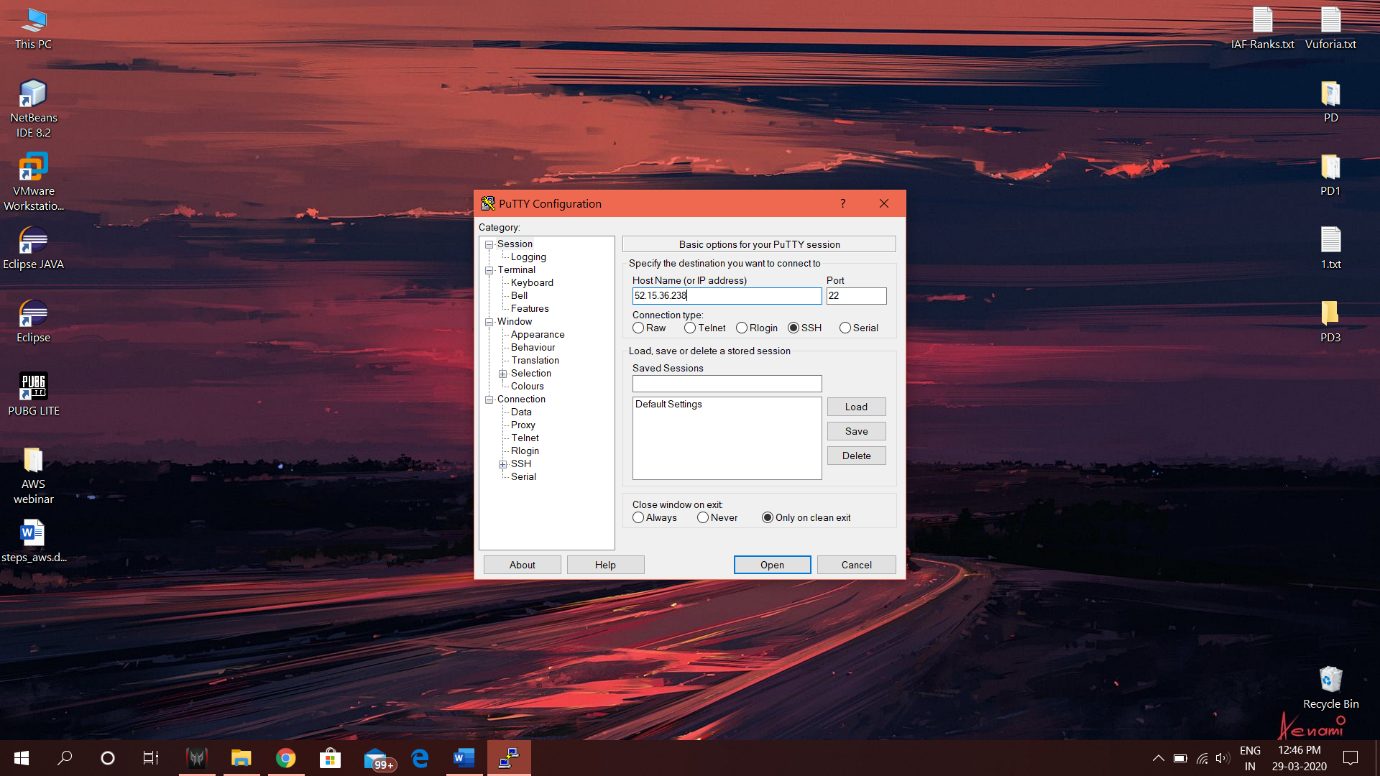 This PC
NetBeans
IDE 8.2
VMware
Workstatio...
Eclipse JAVA
Eclipse
PUBG
LITE
PUBG LITE
AWS
webinar
steps_aws.d...
IAF Ranks.txt
Vuforia.txt
PD
PD1
1.txt
PD3
Recycle Bin
Aenami
PuTTY Configuration
?
Category:
Session
Logging
Terminal
Keyboard
Bell
Features
Window
Appearance
Behaviour
Translation
Selection
Colours
Connection
Data
Proxy
Telnet
Rlogin
SSH
Serial
Basic options for your PuTTY session
Specify the destination you want to connect to
Host Name (or IP address)
Port
52.15.36.238
22
Connection type:
Raw
Telnet
Rlogin
SSH
Serial
Load, save or delete a stored session
Saved Sessions
Default Settings
Load
Save
Delete
Close window on exit:
Always
Never
Only on clean exit
About
Help
Open
Cancel
99+
ENG
IN
12:46 PM
29-03-2020